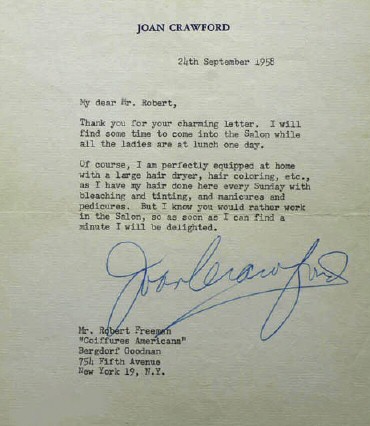 JOAN CRAWFORD
24th September 1958
My dear Mr. Robert,
Thank you for your charming letter. I will
find some time to come into the Salon while
all the ladies are at lunch one day.
Of course, I am perfectly equipped at home
with a large hair dryer, hair coloring, etc.,
as I have my hair done here every Sunday with
bleaching and tinting, and manicures and
pedicures. But I know you would rather work
in the Salon, so as soon as I can find a
minute I will be delighted.
Joan Crawford
Mr. Robert Freeman
"Coiffures Americana"
Bergdorf Goodman
754 Fifth Avenue
New York 19, N.Y.